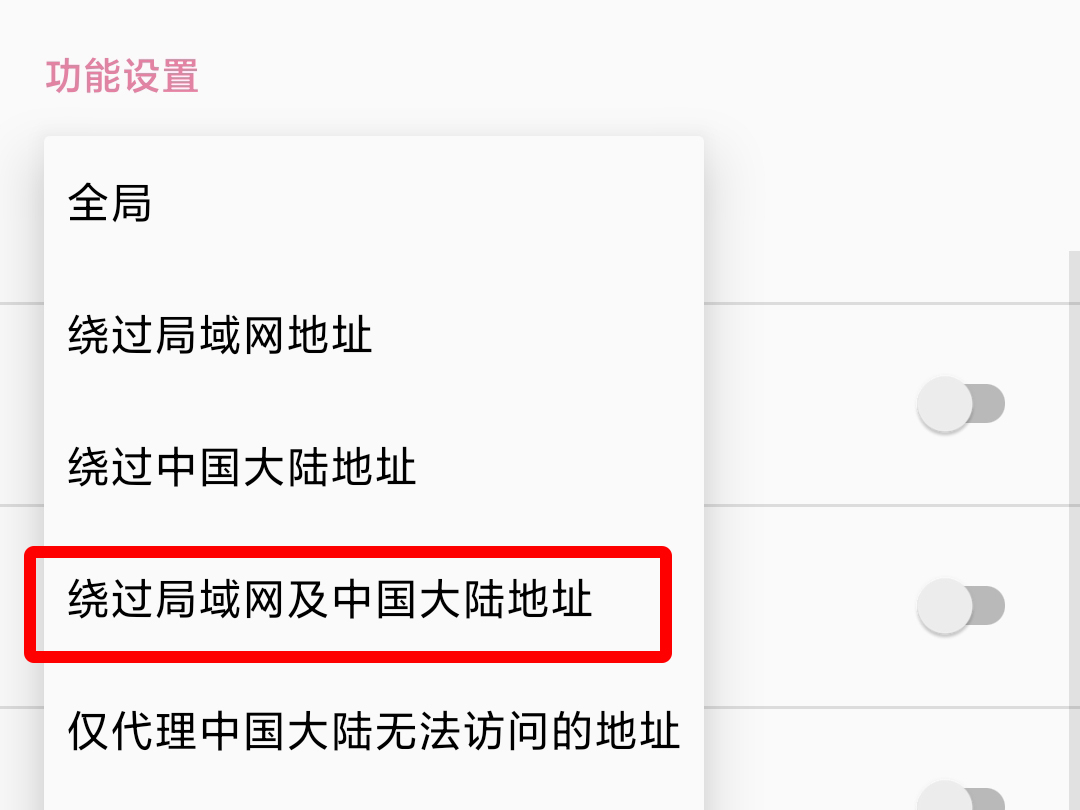 功能设置
全局
绕过局域网地址
绕过中国大陆地址
绕过局域网及中国大陆地址
仅代理中国大陆无法访问的地址